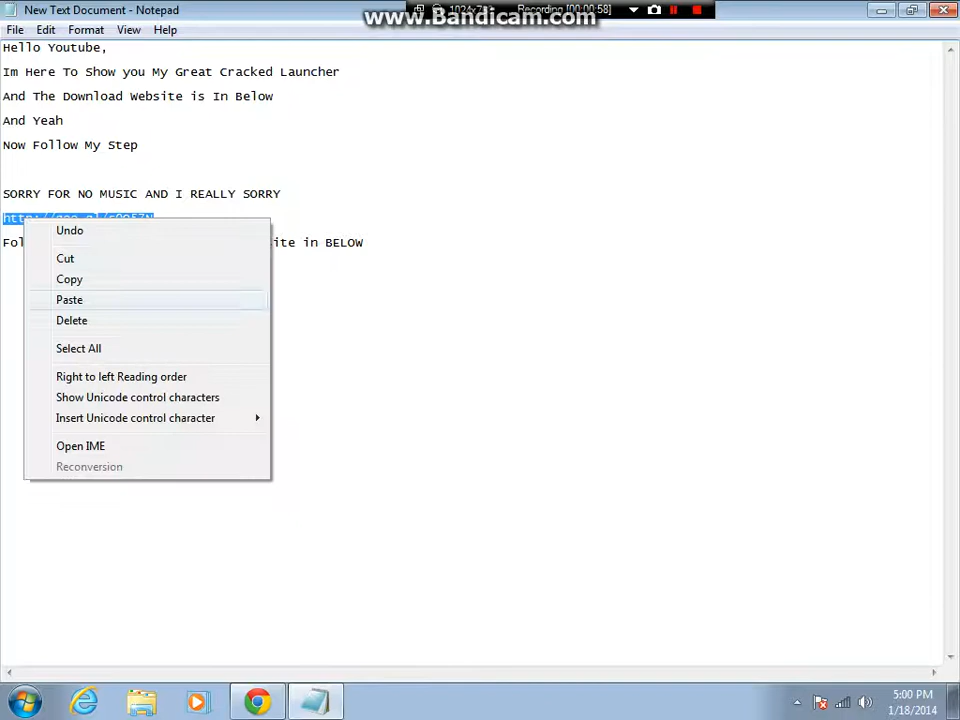 New Text Document - Notepad
www.Bandicam.com
Recording [00:00:58]
File Edit Format View Help
Hello Youtube,
Im Here To Show you My Great Cracked Launcher
And The Download Website is In Below
And Yeah
Now Follow My Step
SORRY FOR NO MUSIC AND I REALLY SORRY
in BELOW
Undo
Cut
Copy
Paste
Delete
Select All
Right to left Reading order
Show Unicode control characters
Insert Unicode control character
Open IME
Reconversion
5:00 PM
1/18/2014